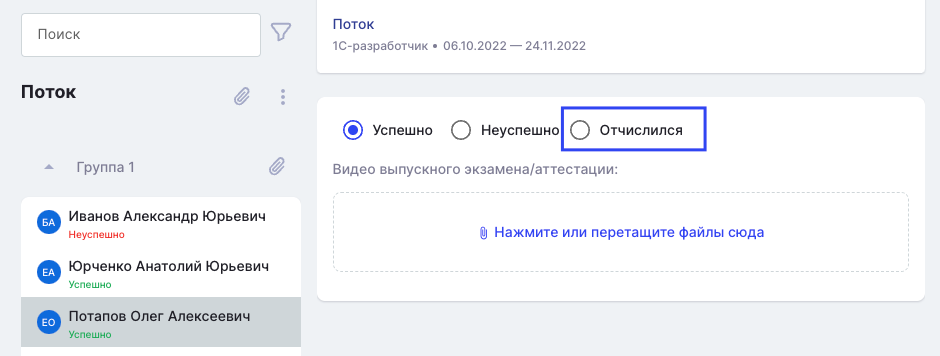 Поиск
Поток
Группа 1
БА
Иванов Александр Юрьевич
Неуспешно
ЕА
Юрченко Анатолий Юрьевич
Успешно
ЕО
Потапов Олег Алексеевич
Успешно
Поток
1С-разработчик • 06.10.2022 — 24.11.2022
Успешно Неуспешно Отчислился
Видео выпускного экзамена/аттестации:
Нажмите или перетащите файлы сюда